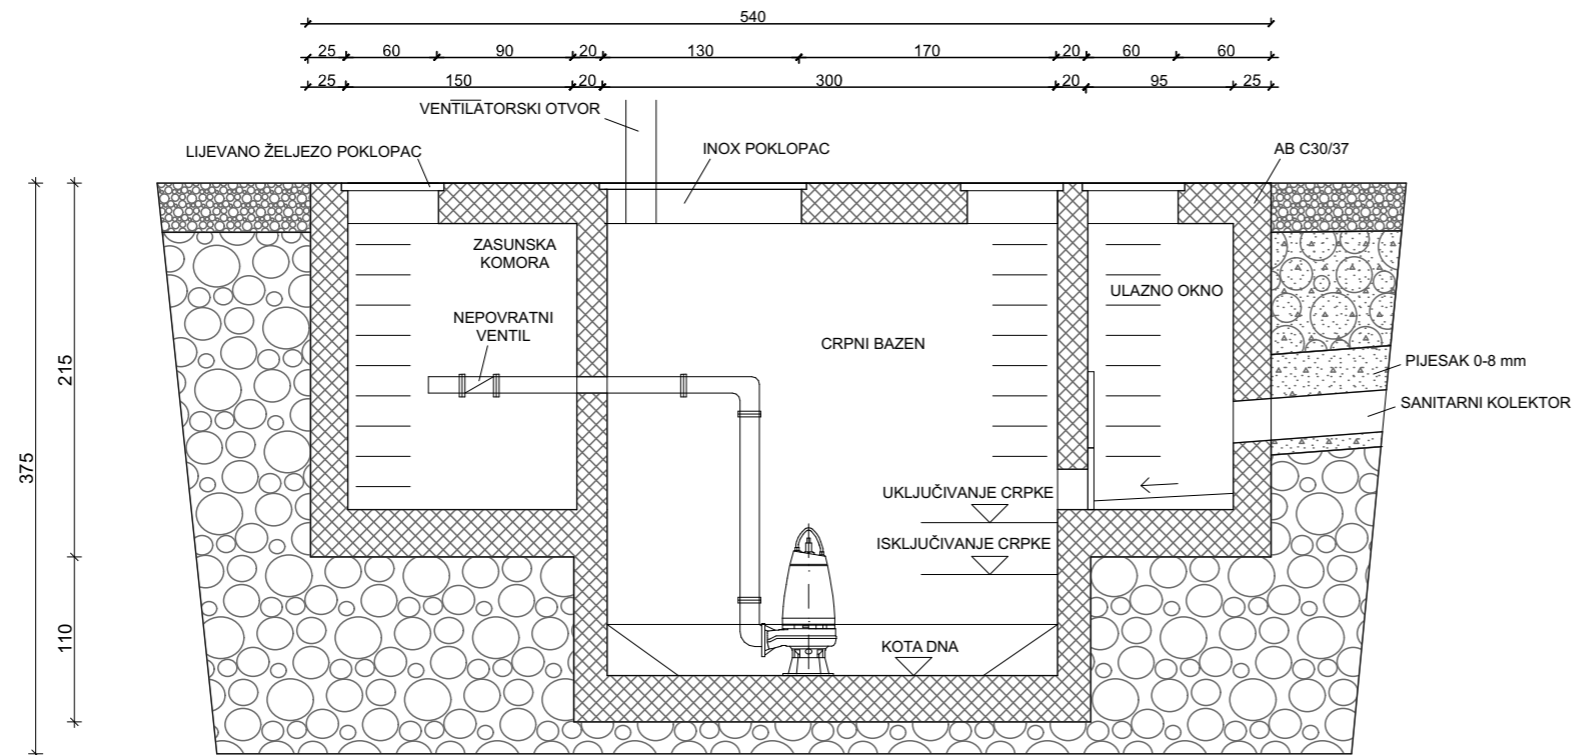 540
25 60 90 20 130 170 20 60 60
25 150 20 300 20 95 25
VENTILATORSKI OTVOR
LIJEVANO ŽELJEZO POKLOPAC
INOX POKLOPAC
AB C30/37
ZASUNSKA
KOMORA
ULAZNO OKNO
NEPOVRATNI
VENTIL
CRPNI BAZEN
215
PIJESAK 0-8 mm
SANITARNI KOLEKTOR
375
UKLJUČIVANJE CRPKE
ISKLJUČIVANJE CRPKE
110
KOTA DNA